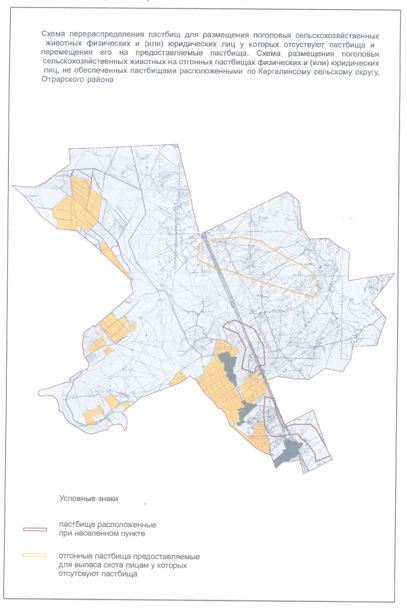 Схема перераспределения пастбищ для размещения поголовья сельскохозяйственных
животных физических и (или) юридических лиц у которых отсуствуют пастбища и
перемещения его на предоставляемые пастбища. Схема размещения поголовья
сельскохозяйственных животных на отгонных пастбищах физических и (или) юридических
лиц, не обеспеченных пастбищами расположенными по Каргалинсому сельскому округу,
Отрарского района
Условные знаки
пастбище расположенные
при населенном пункте
отгонные пастбища предоставляемые
для выпаса скота лицам у которых
отсутсвуют пастбища